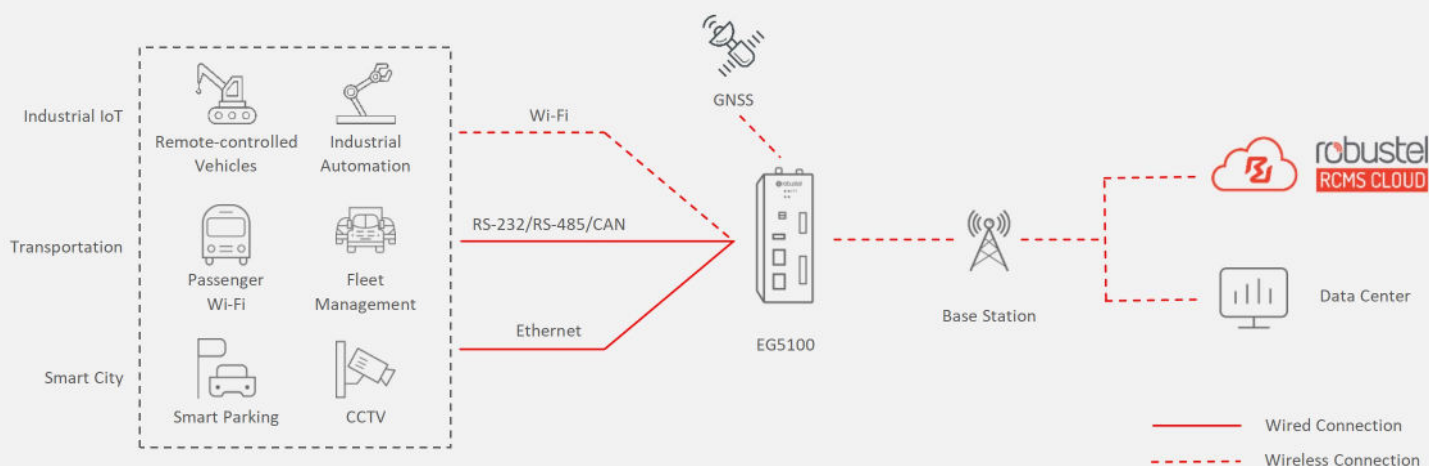 GNSS
Industrial IoT
Remote-controlled
Vehicles
Industrial
Automation
Wi-Fi
Transportation
Passenger
Wi-Fi
Fleet
Management
RS-232/RS-485/CAN
Smart City
Smart Parking
CCTV
Ethernet
robustel
EG5100
Base Station
robustel
RCMS CLOUD
Data Center
Wired Connection
Wireless Connection